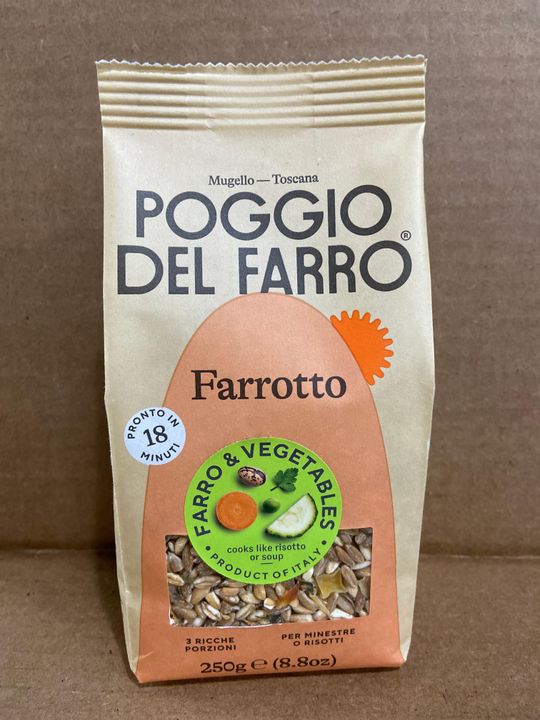 Mugello — Toscana
POGGIO
DEL FARRO®
Farrotto
PRONTO IN
18
MINUTI
FARRO & VEGETABLES
cooks like risotto
or soup
• PRODUCT OF ITALY •
3 RICCHE
PORZIONI
PER MINESTRE
O RISOTTI
250g ℮ (8.8oz)